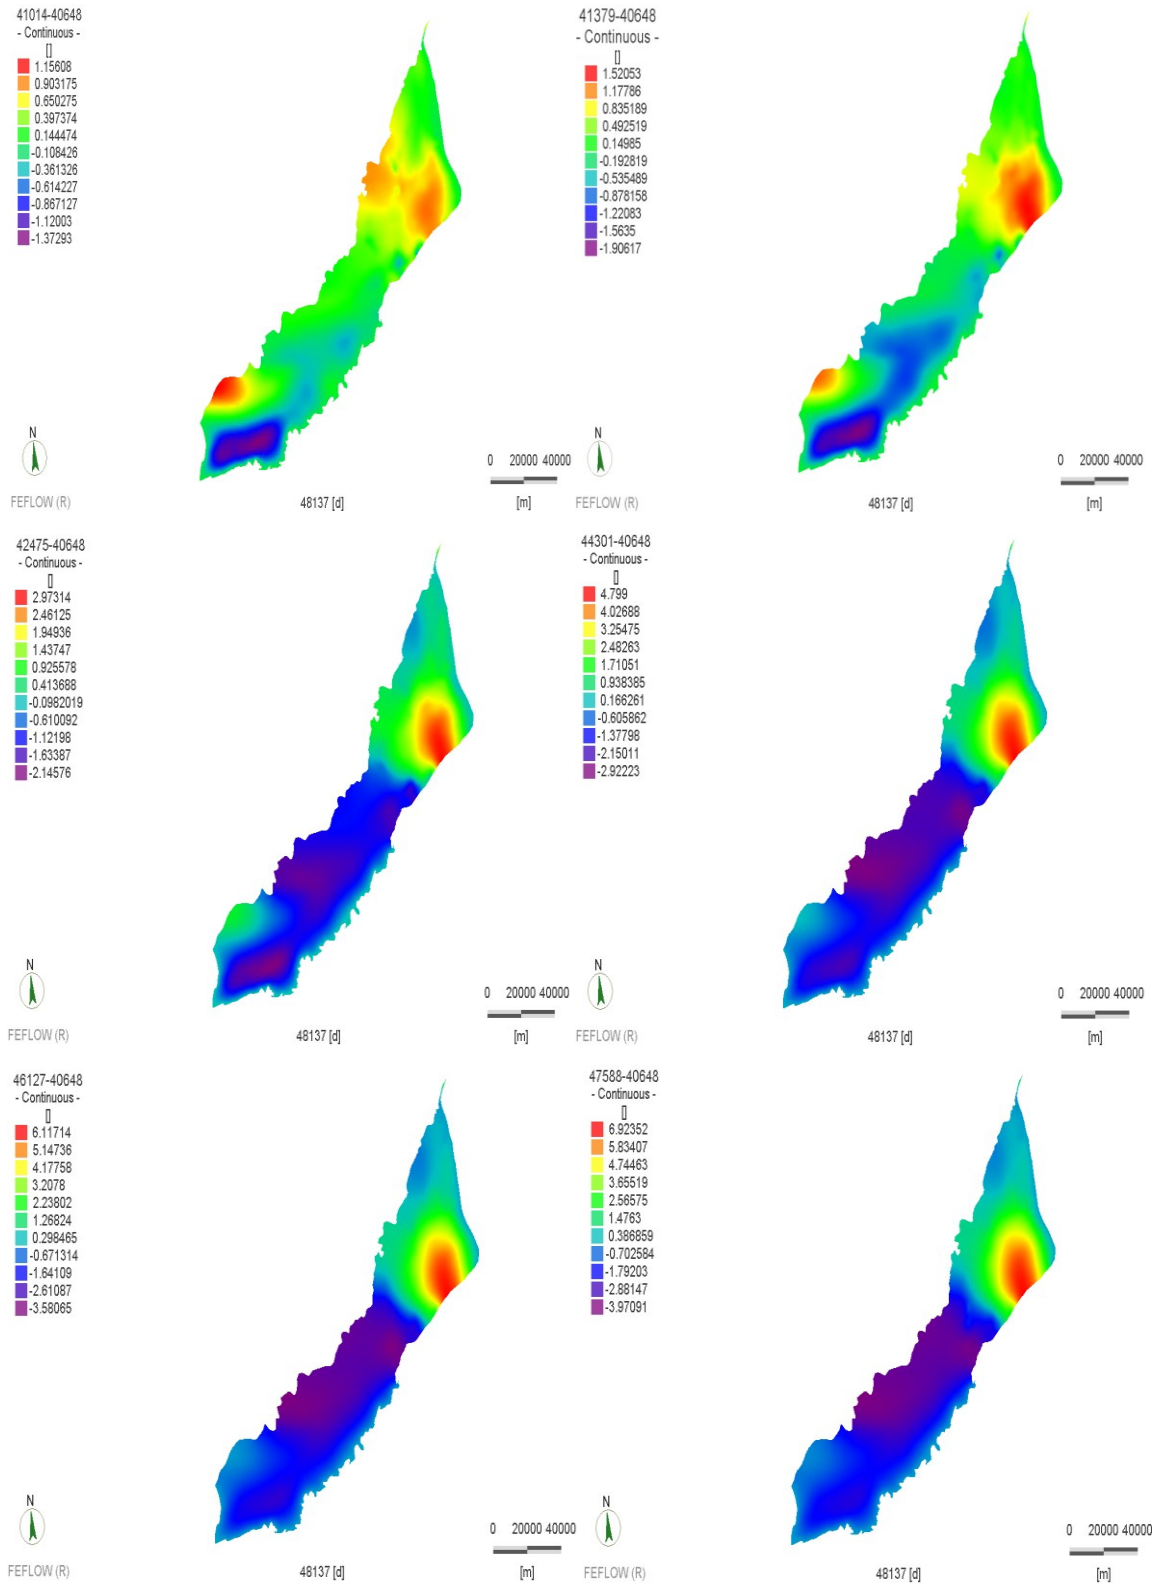 41014-40648
- Continuous -
[]
1.15608
0.903175
0.650275
0.397374
0.144474
-0.108426
-0.361326
-0.614227
-0.867127
-1.12003
-1.37293
N
FEFLOW (R)
48137 [d]
0 20000 40000
[m]
41379-40648
- Continuous -
[]
1.52053
1.17786
0.835189
0.492519
0.14985
-0.192819
-0.535489
-0.878158
-1.22083
-1.5635
-1.90617
N
FEFLOW (R)
48137 [d]
0 20000 40000
[m]
42475-40648
- Continuous -
[]
2.97314
2.46125
1.94936
1.43747
0.925578
0.413688
-0.0982019
-0.610092
-1.12198
-1.63387
-2.14576
N
FEFLOW (R)
48137 [d]
0 20000 40000
[m]
44301-40648
- Continuous -
[]
4.799
4.02688
3.25475
2.48263
1.71051
0.938385
0.166261
-0.605862
-1.37798
-2.15011
-2.92223
N
FEFLOW (R)
48137 [d]
0 20000 40000
[m]
46127-40648
- Continuous -
[]
6.11714
5.14736
4.17758
3.2078
2.23802
1.26824
0.298465
-0.671314
-1.64109
-2.61087
-3.58065
N
FEFLOW (R)
48137 [d]
0 20000 40000
[m]
47588-40648
- Continuous -
[]
6.92352
5.83407
4.74463
3.65519
2.56575
1.4763
0.386859
-0.702584
-1.79203
-2.88147
-3.97091
N
FEFLOW (R)
48137 [d]
0 20000 40000
[m]